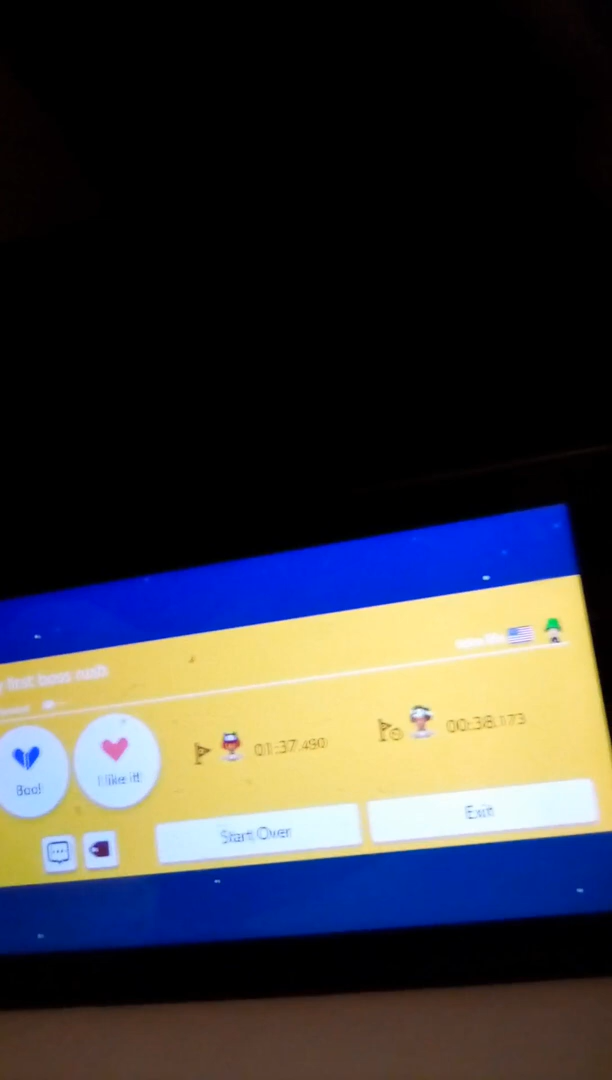 first boss rush
Boo!
I like it!
01:37.490
00:38.173
Start Over
Exit